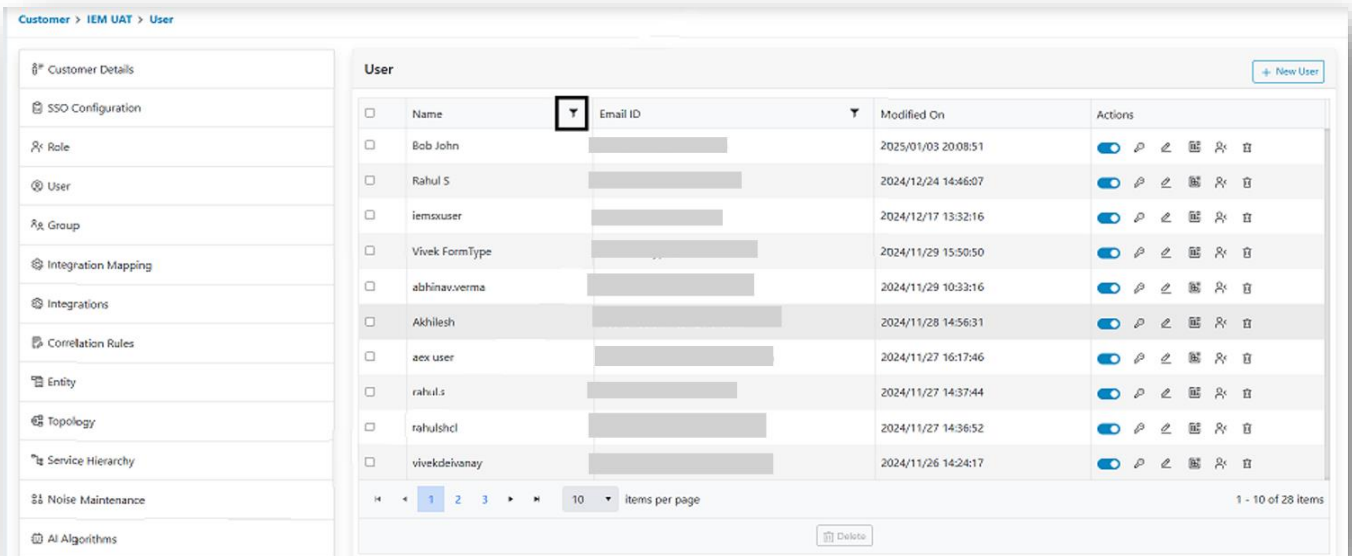 Customer > IEM UAT > User
Customer Details
SSO Configuration
Role
User
Group
Integration Mapping
Integrations
Correlation Rules
Entity
Topology
Service Hierarchy
Noise Maintenance
AI Algorithms
User
+ New User
Name Email ID Modified On Actions
Bob John 2025/01/03 20:08:51
Rahul S 2024/12/24 14:46:07
iemsxuser 2024/12/17 13:32:16
Vivek FormType 2024/11/29 15:50:50
abhinav.verma 2024/11/29 10:33:16
Akhilesh 2024/11/28 14:56:31
aex user 2024/11/27 16:17:46
rahul.s 2024/11/27 14:37:44
rahulshcl 2024/11/27 14:36:52
vivekdeivanay 2024/11/26 14:24:17
1 2 3 10 items per page 1 - 10 of 28 items
Delete